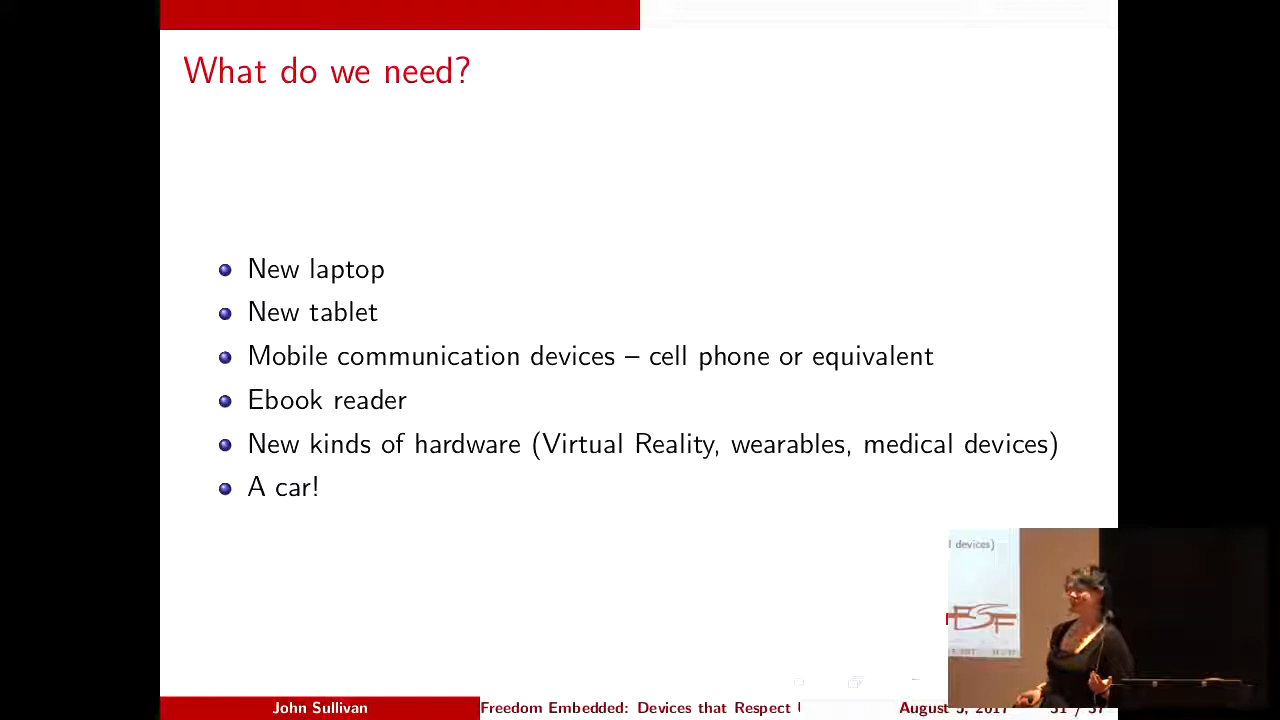 What do we need?
New laptop
New tablet
Mobile communication devices – cell phone or equivalent
Ebook reader
New kinds of hardware (Virtual Reality, wearables, medical devices)
A car!
l devices)
FSF
John Sullivan
Freedom Embedded: Devices that Respect
August 5, 2017
31 / 37